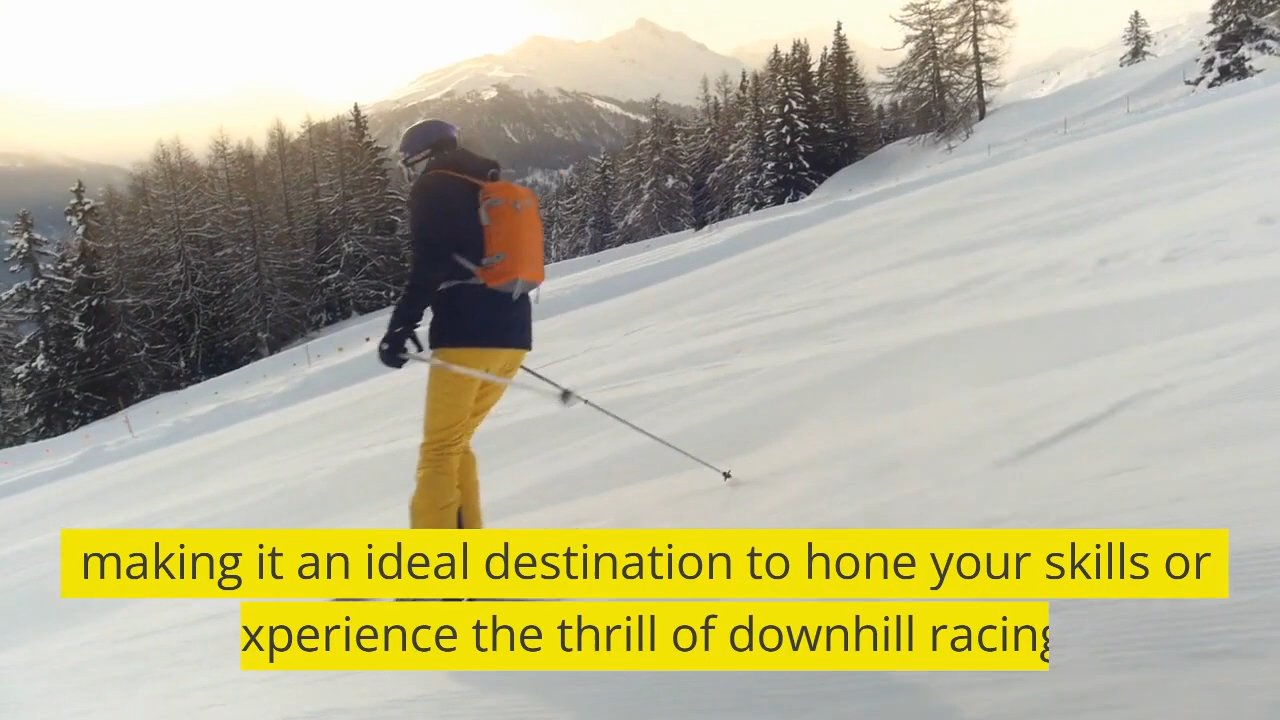 making it an ideal destination to hone your skills or
xperience the thrill of downhill racing